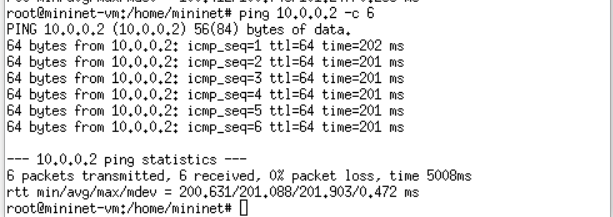 root@mininet-vm:/home/mininet# ping 10.0.0.2 -c 6
PING 10.0.0.2 (10.0.0.2) 56(84) bytes of data.
64 bytes from 10.0.0.2: icmp_seq=1 ttl=64 time=202 ms
64 bytes from 10.0.0.2: icmp_seq=2 ttl=64 time=201 ms
64 bytes from 10.0.0.2: icmp_seq=3 ttl=64 time=201 ms
64 bytes from 10.0.0.2: icmp_seq=4 ttl=64 time=201 ms
64 bytes from 10.0.0.2: icmp_seq=5 ttl=64 time=201 ms
64 bytes from 10.0.0.2: icmp_seq=6 ttl=64 time=201 ms
--- 10.0.0.2 ping statistics ---
6 packets transmitted, 6 received, 0% packet loss, time 5008ms
rtt min/avg/max/mdev = 200.631/201.088/201.903/0.472 ms
root@mininet-vm:/home/mininet#